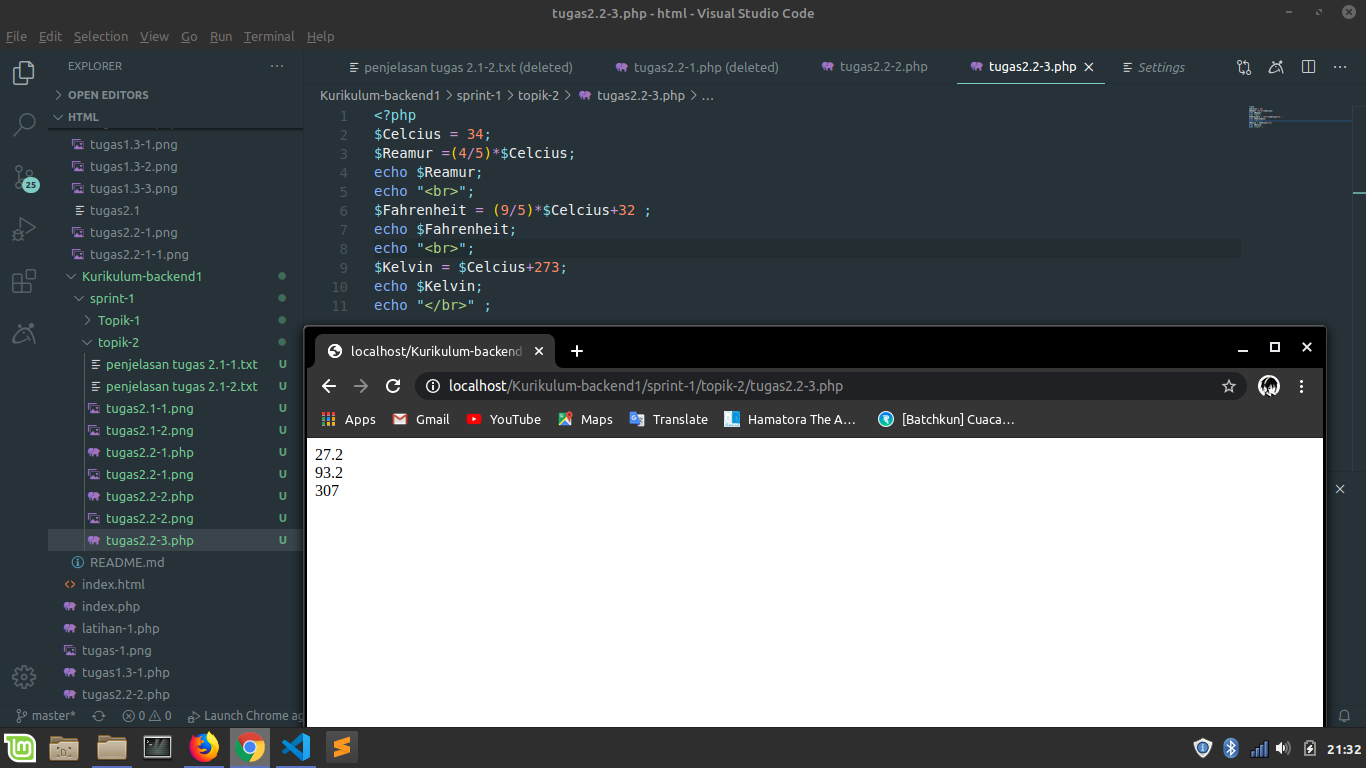 tugas2.2-3.php - html - Visual Studio Code
File Edit Selection View Go Run Terminal Help
EXPLORER
OPEN EDITORS
HTML
tugas1.3-1.png
tugas1.3-2.png
tugas1.3-3.png
tugas2.1
tugas2.2-1.png
tugas2.2-1-1.png
Kurikulum-backend1
sprint-1
Topik-1
topik-2
penjelasan tugas 2.1-1.txt U
penjelasan tugas 2.1-2.txt U
tugas2.1-1.png U
tugas2.1-2.png U
tugas2.2-1.php U
tugas2.2-1.png U
tugas2.2-2.php U
tugas2.2-2.png U
tugas2.2-3.php U
README.md
index.html
index.php
latihan-1.php
tugas-1.png
tugas1.3-1.php
tugas2.2-2.php
25
penjelasan tugas 2.1-2.txt (deleted) tugas2.2-1.php (deleted) tugas2.2-2.php tugas2.2-3.php Settings
Kurikulum-backend1 > sprint-1 > topik-2 > tugas2.2-3.php > ...
1 <?php
2 $Celcius = 34;
3 $Reamur =(4/5)*$Celcius;
4 echo $Reamur;
5 echo "<br>";
6 $Fahrenheit = (9/5)*$Celcius+32 ;
7 echo $Fahrenheit;
8 echo "<br>";
9 $Kelvin = $Celcius+273;
10 echo $Kelvin;
11 echo "</br>" ;
localhost/Kurikulum-backend
localhost/Kurikulum-backend1/sprint-1/topik-2/tugas2.2-3.php
Apps Gmail YouTube Maps Translate Hamatora The A... [Batchkun] Cuaca...
27.2
93.2
307
master* 0 0 Launch Chrome ag
21:32